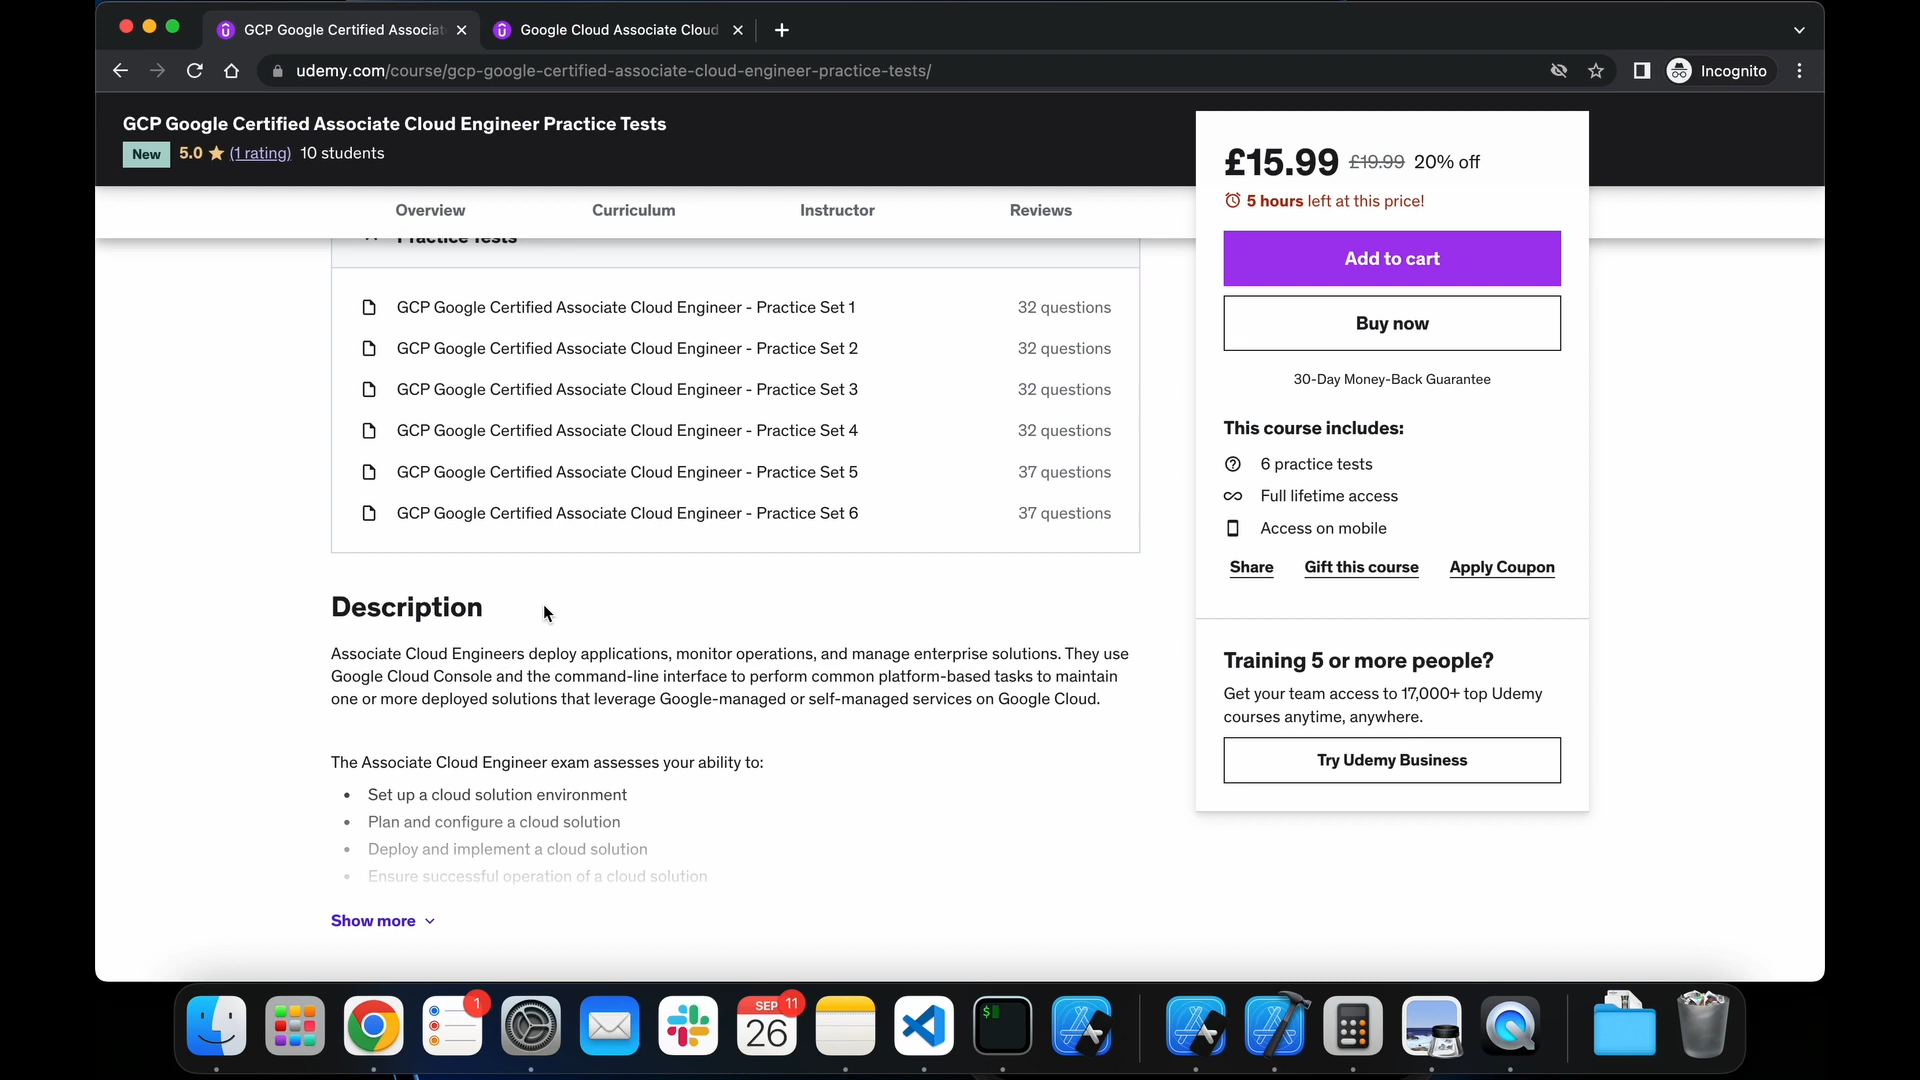 GCP Google Certified Associat
Google Cloud Associate Cloud
udemy.com/course/gcp-google-certified-associate-cloud-engineer-practice-tests/
Incognito
GCP Google Certified Associate Cloud Engineer Practice Tests
New 5.0 (1 rating) 10 students
Overview
Curriculum
Instructor
Reviews
Practice Tests
GCP Google Certified Associate Cloud Engineer - Practice Set 1 32 questions
GCP Google Certified Associate Cloud Engineer - Practice Set 2 32 questions
GCP Google Certified Associate Cloud Engineer - Practice Set 3 32 questions
GCP Google Certified Associate Cloud Engineer - Practice Set 4 32 questions
GCP Google Certified Associate Cloud Engineer - Practice Set 5 37 questions
GCP Google Certified Associate Cloud Engineer - Practice Set 6 37 questions
Description
Associate Cloud Engineers deploy applications, monitor operations, and manage enterprise solutions. They use
Google Cloud Console and the command-line interface to perform common platform-based tasks to maintain
one or more deployed solutions that leverage Google-managed or self-managed services on Google Cloud.
The Associate Cloud Engineer exam assesses your ability to:
• Set up a cloud solution environment
• Plan and configure a cloud solution
• Deploy and implement a cloud solution
• Ensure successful operation of a cloud solution
Show more
£15.99 £19.99 20% off
5 hours left at this price!
Add to cart
Buy now
30-Day Money-Back Guarantee
This course includes:
6 practice tests
Full lifetime access
Access on mobile
Share
Gift this course
Apply Coupon
Training 5 or more people?
Get your team access to 17,000+ top Udemy
courses anytime, anywhere.
Try Udemy Business
1
SEP
11
26
$